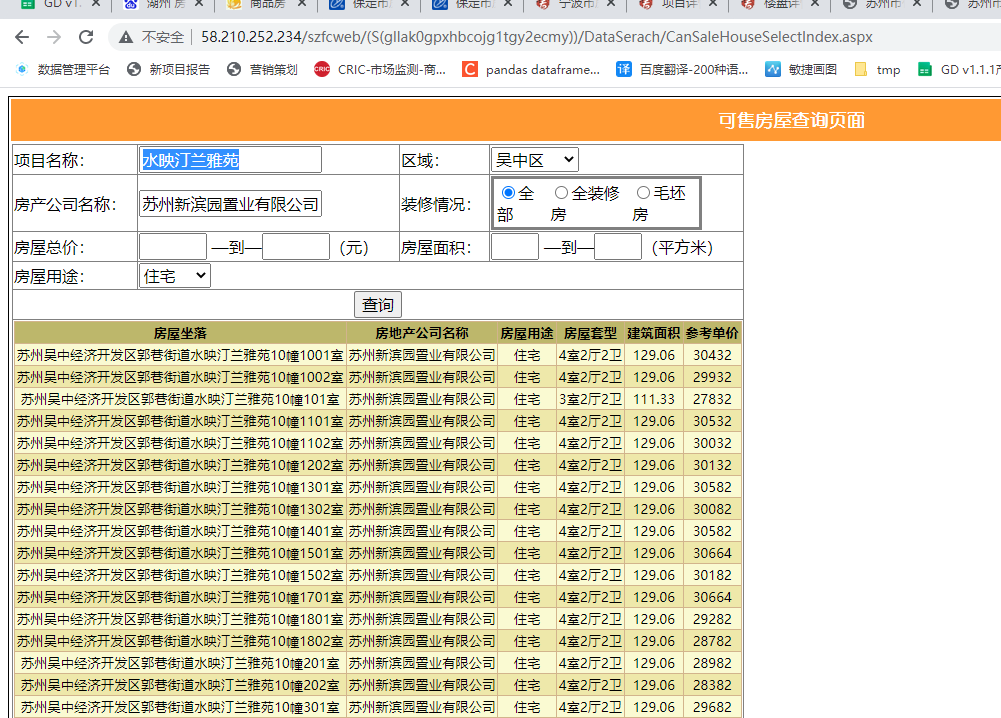 GD v1.1 湖州 房 商品房 保定市 保定市 宁波市 项目详 楼盘详 苏州市 苏州市
不安全 58.210.252.234/szfcweb/(S(gllak0gpxhbcojg1tgy2ecmy))/DataSerach/CanSaleHouseSelectIndex.aspx
数据管理平台 新项目报告 营销策划 CRIC CRIC-市场监测-商... C pandas dataframe... 译 百度翻译-200种语... 敏捷画图 tmp GD v1.1.1产
可售房屋查询页面
项目名称: 水映汀兰雅苑 区域: 吴中区
房产公司名称: 苏州新滨园置业有限公司 装修情况: 全部 全装修房 毛坯房
房屋总价: —到— (元) 房屋面积: —到— (平方米)
房屋用途: 住宅
查询
房屋坐落 房地产公司名称 房屋用途 房屋套型 建筑面积 参考单价
苏州吴中经济开发区郭巷街道水映汀兰雅苑10幢1001室 苏州新滨园置业有限公司 住宅 4室2厅2卫 129.06 30432
苏州吴中经济开发区郭巷街道水映汀兰雅苑10幢1002室 苏州新滨园置业有限公司 住宅 4室2厅2卫 129.06 29932
苏州吴中经济开发区郭巷街道水映汀兰雅苑10幢101室 苏州新滨园置业有限公司 住宅 3室2厅2卫 111.33 27832
苏州吴中经济开发区郭巷街道水映汀兰雅苑10幢1101室 苏州新滨园置业有限公司 住宅 4室2厅2卫 129.06 30532
苏州吴中经济开发区郭巷街道水映汀兰雅苑10幢1102室 苏州新滨园置业有限公司 住宅 4室2厅2卫 129.06 30032
苏州吴中经济开发区郭巷街道水映汀兰雅苑10幢1202室 苏州新滨园置业有限公司 住宅 4室2厅2卫 129.06 30132
苏州吴中经济开发区郭巷街道水映汀兰雅苑10幢1301室 苏州新滨园置业有限公司 住宅 4室2厅2卫 129.06 30582
苏州吴中经济开发区郭巷街道水映汀兰雅苑10幢1302室 苏州新滨园置业有限公司 住宅 4室2厅2卫 129.06 30082
苏州吴中经济开发区郭巷街道水映汀兰雅苑10幢1401室 苏州新滨园置业有限公司 住宅 4室2厅2卫 129.06 30582
苏州吴中经济开发区郭巷街道水映汀兰雅苑10幢1501室 苏州新滨园置业有限公司 住宅 4室2厅2卫 129.06 30664
苏州吴中经济开发区郭巷街道水映汀兰雅苑10幢1502室 苏州新滨园置业有限公司 住宅 4室2厅2卫 129.06 30182
苏州吴中经济开发区郭巷街道水映汀兰雅苑10幢1701室 苏州新滨园置业有限公司 住宅 4室2厅2卫 129.06 30664
苏州吴中经济开发区郭巷街道水映汀兰雅苑10幢1801室 苏州新滨园置业有限公司 住宅 4室2厅2卫 129.06 29282
苏州吴中经济开发区郭巷街道水映汀兰雅苑10幢1802室 苏州新滨园置业有限公司 住宅 4室2厅2卫 129.06 28782
苏州吴中经济开发区郭巷街道水映汀兰雅苑10幢201室 苏州新滨园置业有限公司 住宅 4室2厅2卫 129.06 28982
苏州吴中经济开发区郭巷街道水映汀兰雅苑10幢202室 苏州新滨园置业有限公司 住宅 4室2厅2卫 129.06 28382
苏州吴中经济开发区郭巷街道水映汀兰雅苑10幢301室 苏州新滨园置业有限公司 住宅 4室2厅2卫 129.06 29682